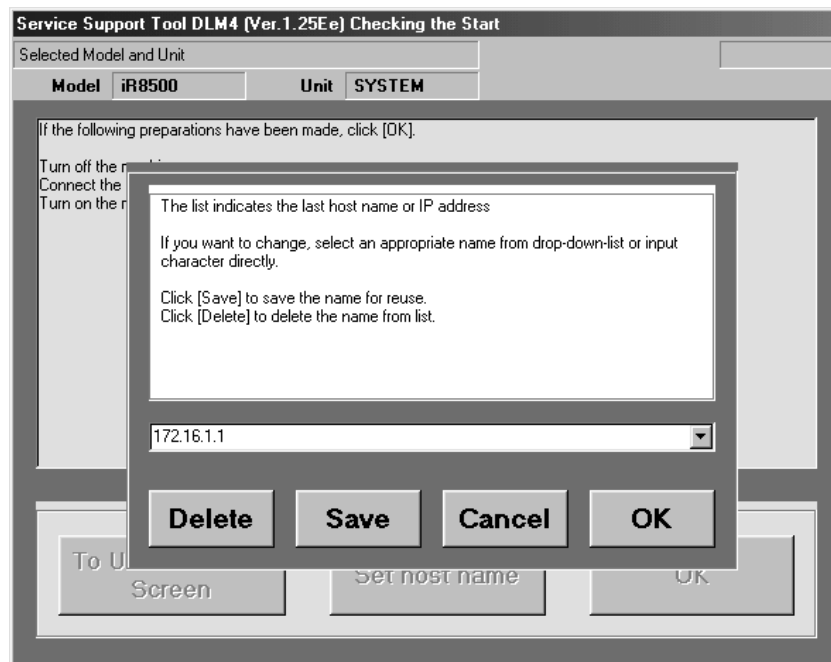 Service Support Tool DLM4 (Ver.1.25Ee) Checking the Start
Selected Model and Unit
Model iR8500 Unit SYSTEM
If the following preparations have been made, click [OK].
Turn off the
Connect the
Turn on the
The list indicates the last host name or IP address
If you want to change, select an appropriate name from drop-down-list or input
character directly.
Click [Save] to save the name for reuse.
Click [Delete] to delete the name from list.
172.16.1.1
Delete Save Cancel OK
To
Screen
Set host name
OK